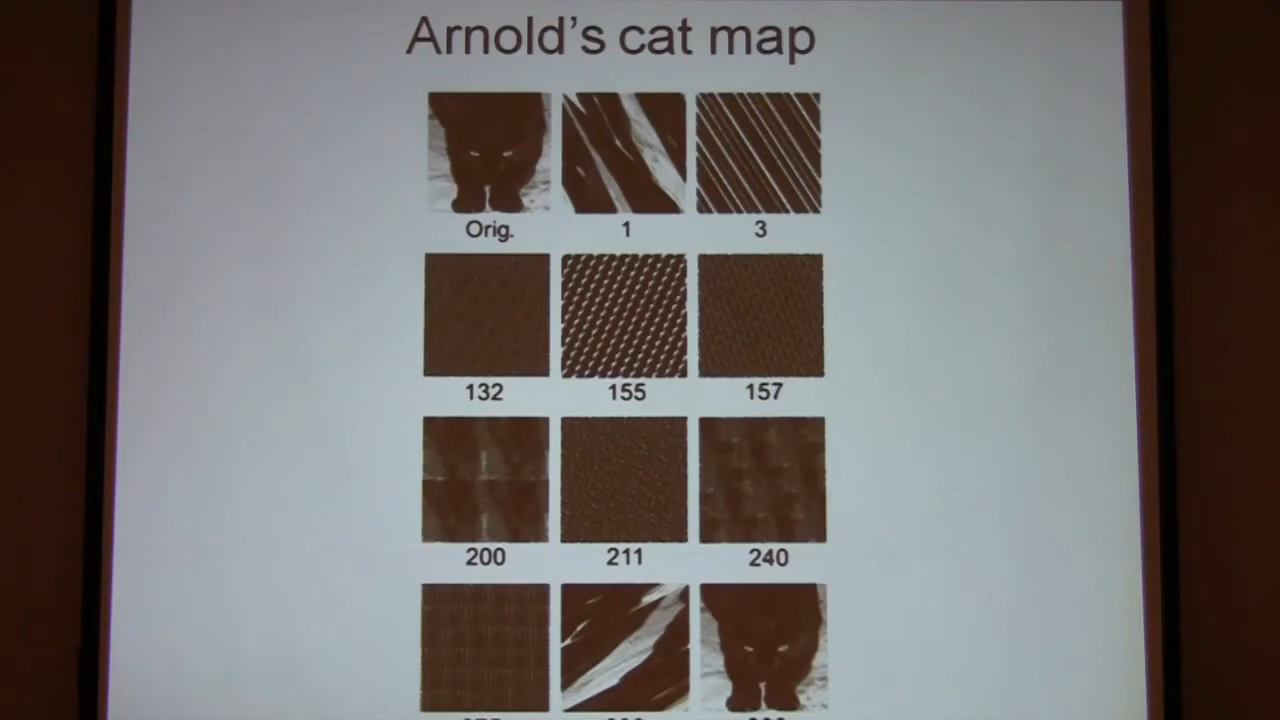 Arnold's cat map
Orig. 1 3
132 155 157
200 211 240